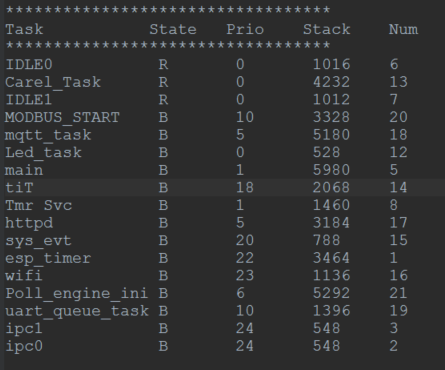 **********************************
Task State Prio Stack Num
**********************************
IDLE0 R 0 1016 6
Carel_Task R 0 4232 13
IDLE1 R 0 1012 7
MODBUS_START B 10 3328 20
mqtt_task B 5 5180 18
Led_task B 0 528 12
main B 1 5980 5
tiT B 18 2068 14
Tmr Svc B 1 1460 8
httpd B 5 3184 17
sys_evt B 20 788 15
esp_timer B 22 3464 1
wifi B 23 1136 16
Poll_engine_ini B 6 5292 21
uart_queue_task B 10 1396 19
ipc1 B 24 548 3
ipc0 B 24 548 2